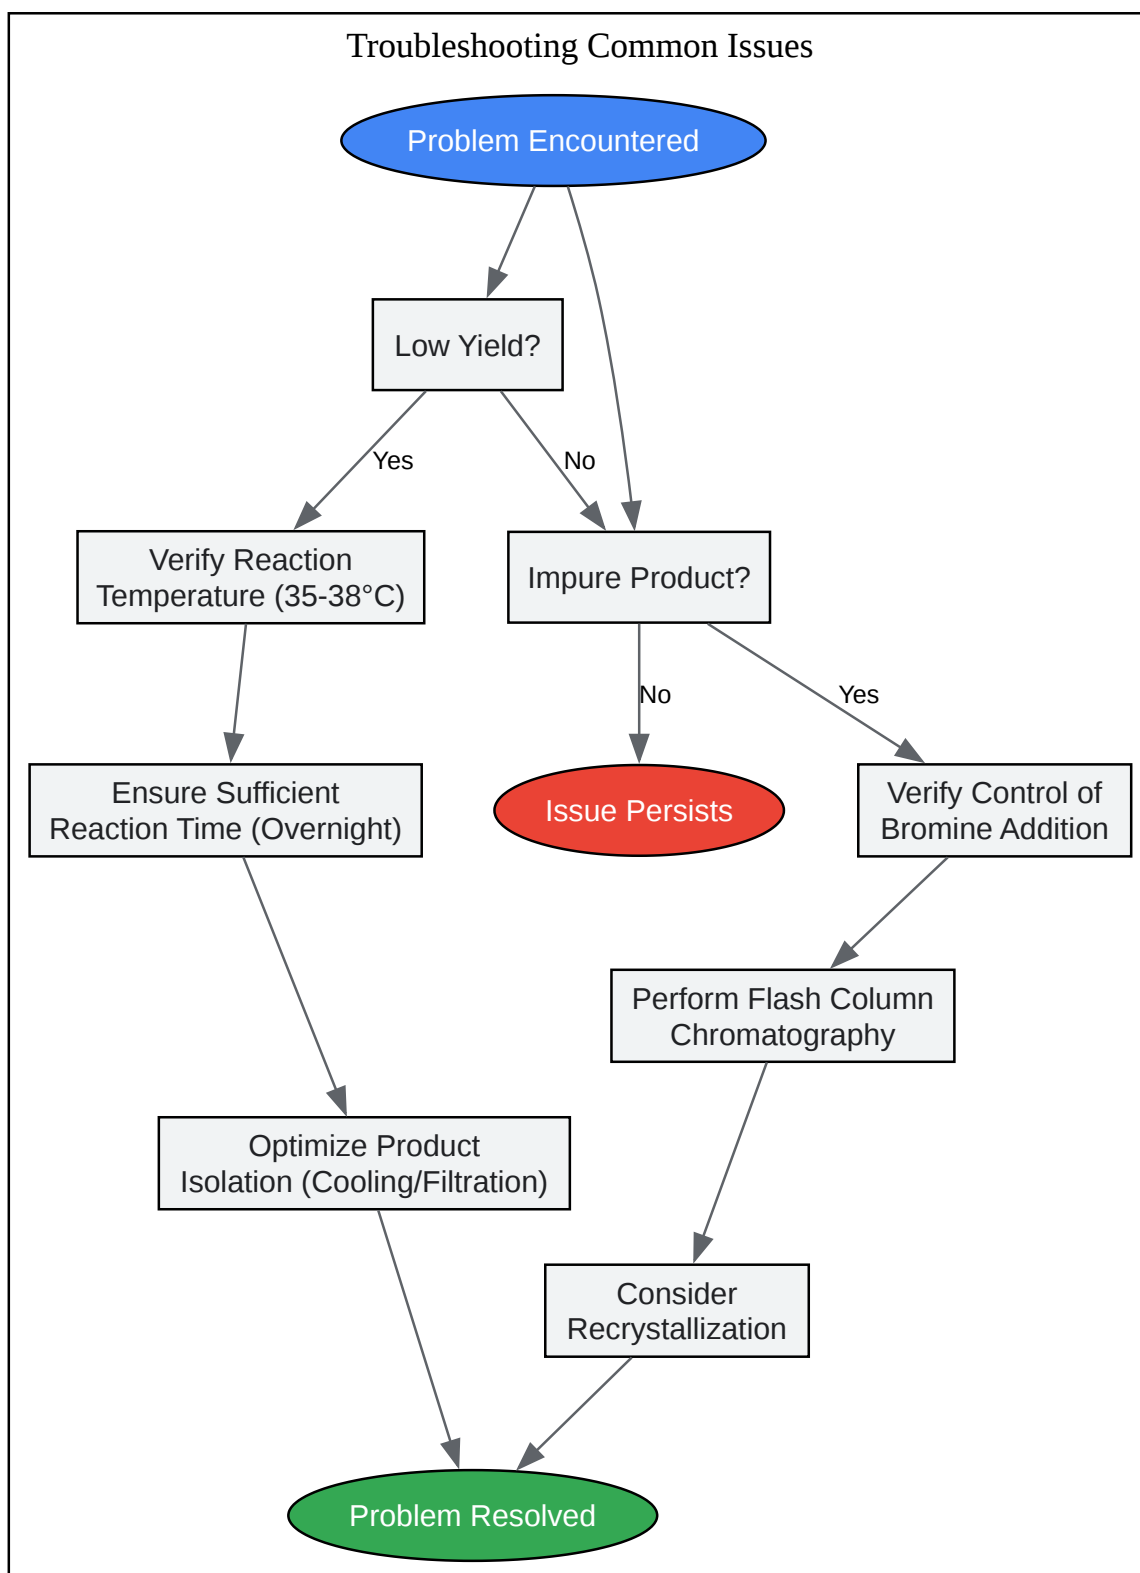 Troubleshooting Common Issues
Problem Encountered
Low Yield?
Yes
No
Verify Reaction
Temperature (35-38°C)
Impure Product?
No
Yes
Ensure Sufficient
Reaction Time (Overnight)
Issue Persists
Verify Control of
Bromine Addition
Perform Flash Column
Chromatography
Optimize Product
Isolation (Cooling/Filtration)
Consider
Recrystallization
Problem Resolved